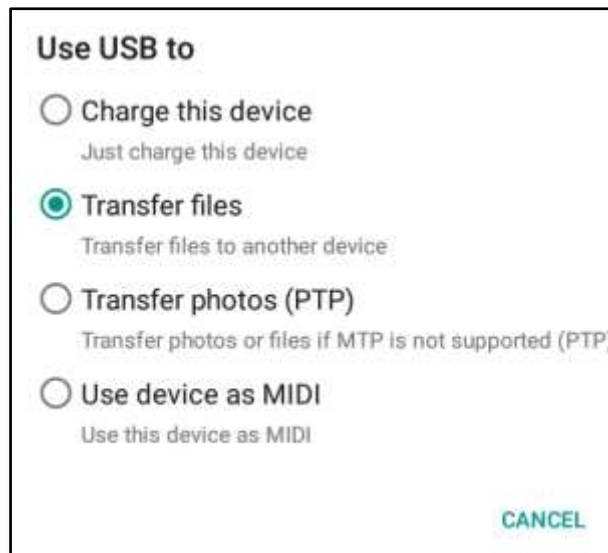 Use USB to
Charge this device
Just charge this device
Transfer files
Transfer files to another device
Transfer photos (PTP)
Transfer photos or files if MTP is not supported (PTP)
Use device as MIDI
Use this device as MIDI
CANCEL